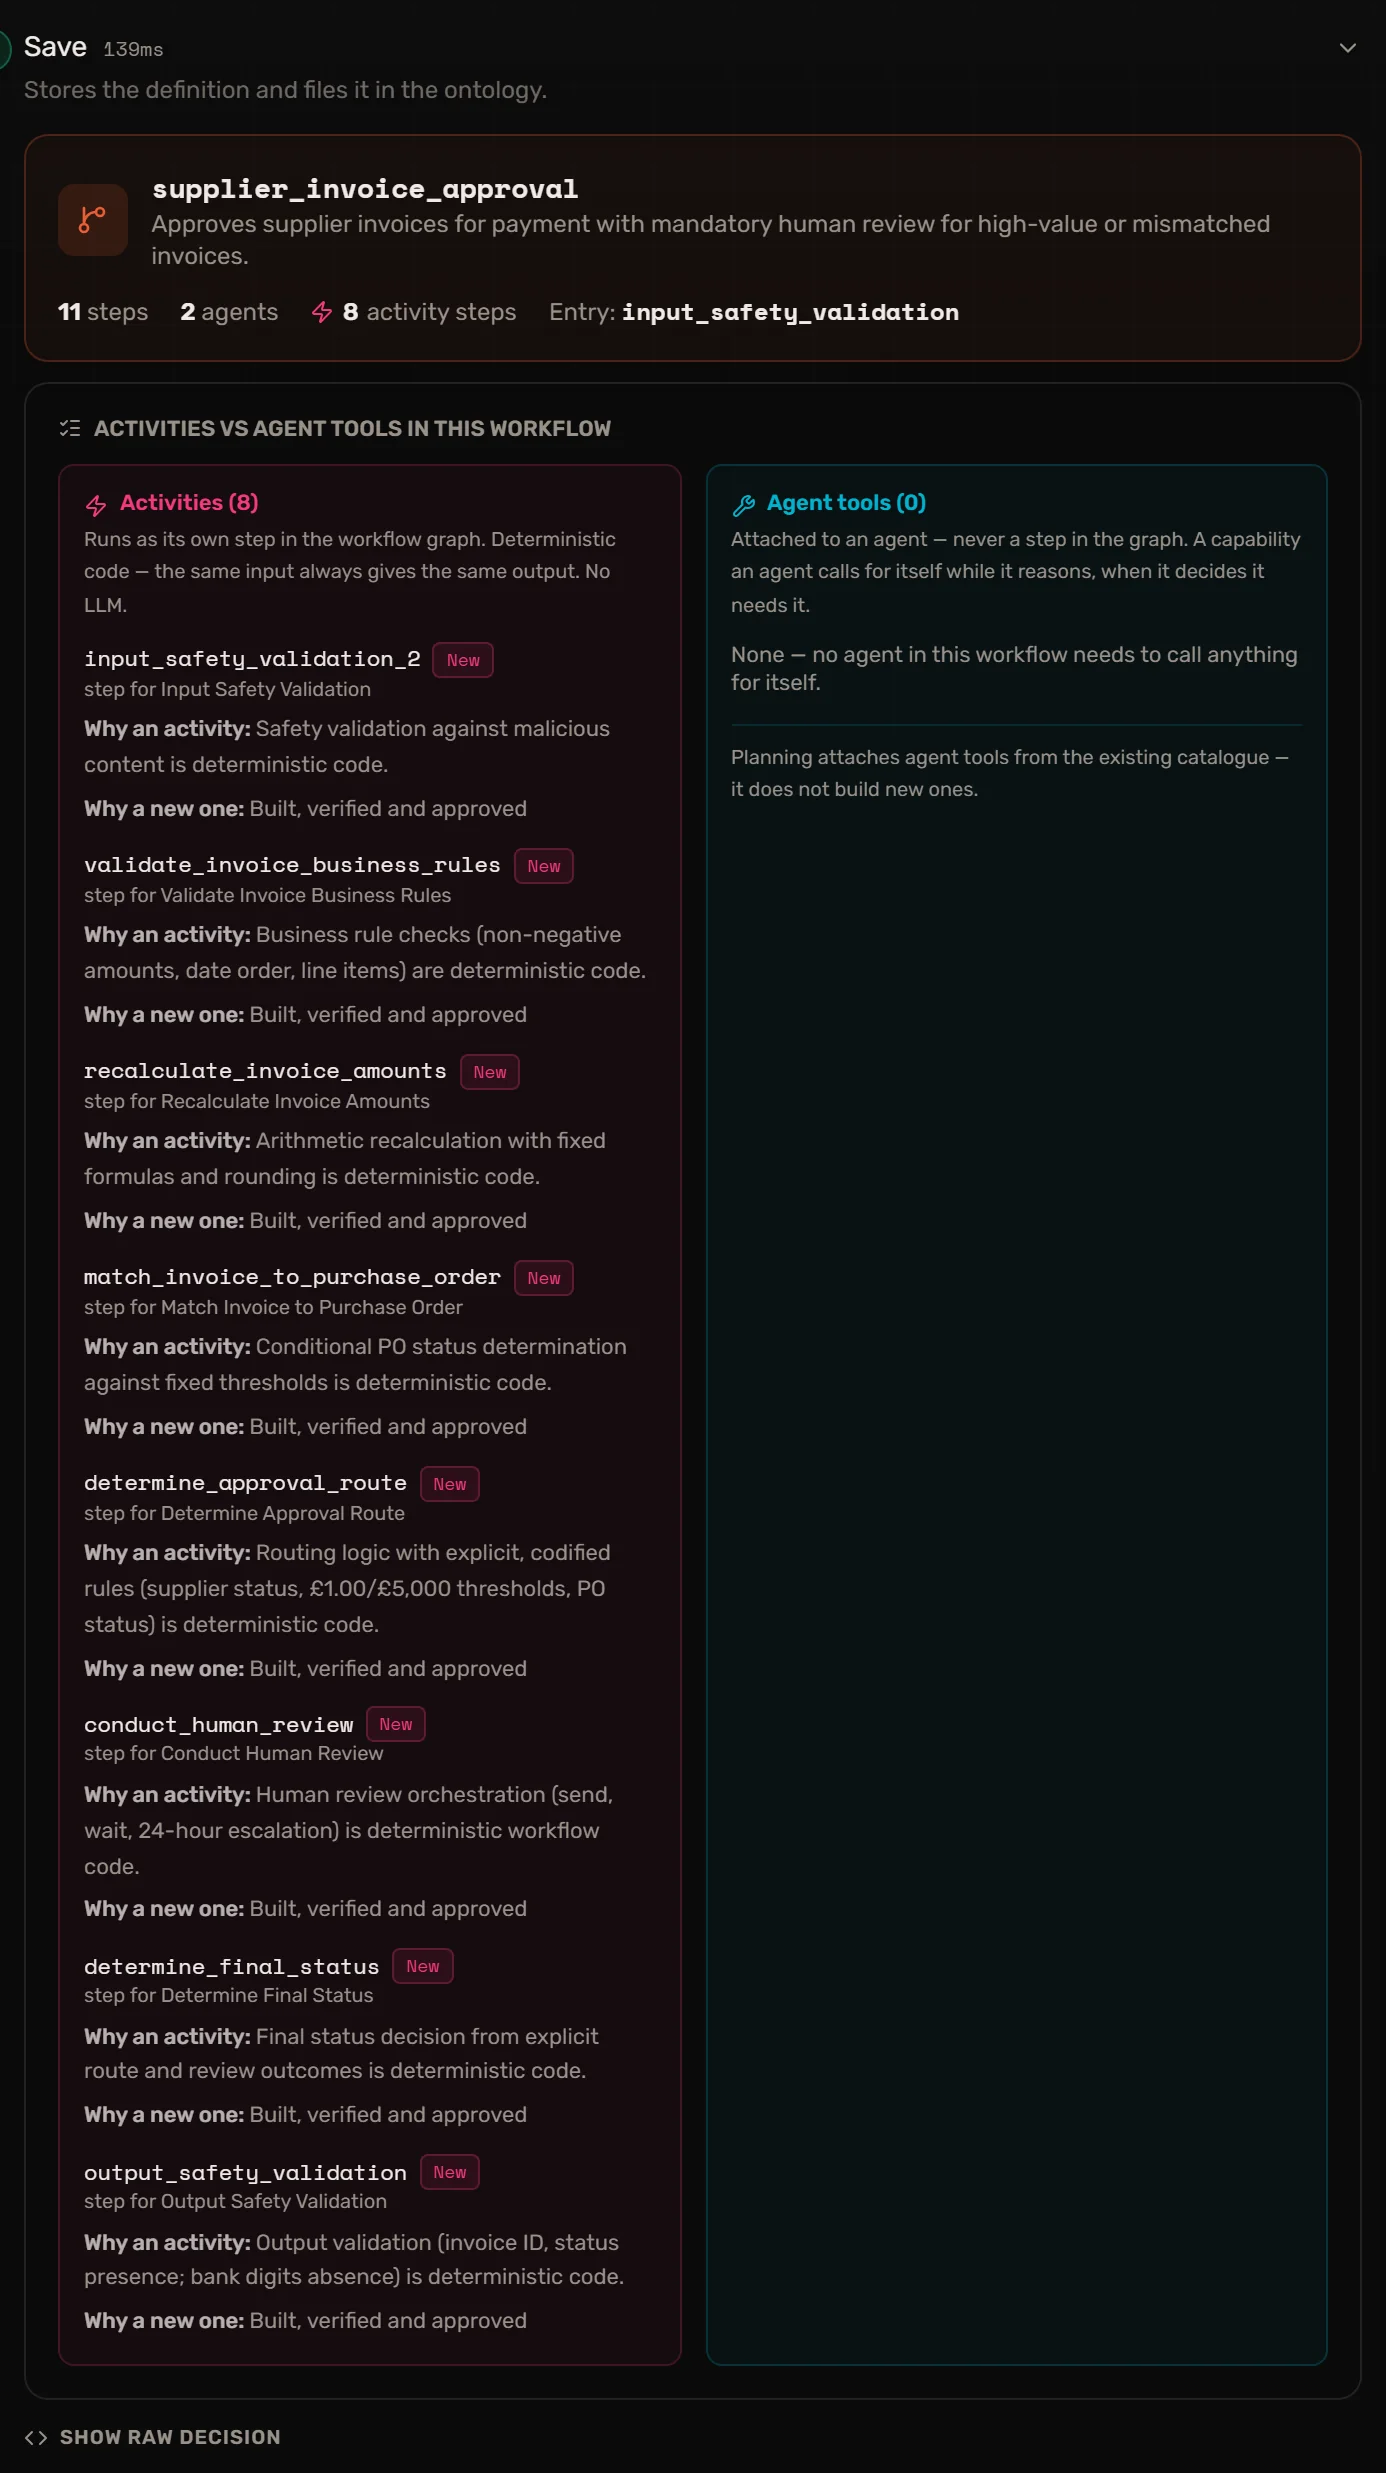 Save 139ms
Stores the definition and files it in the ontology.
supplier_invoice_approval
Approves supplier invoices for payment with mandatory human review for high-value or mismatched
invoices.
11 steps 2 agents 8 activity steps Entry: input_safety_validation
ACTIVITIES VS AGENT TOOLS IN THIS WORKFLOW
Activities (8)
Runs as its own step in the workflow graph. Deterministic
code — the same input always gives the same output. No
LLM.
input_safety_validation_2 New
step for Input Safety Validation
Why an activity: Safety validation against malicious
content is deterministic code.
Why a new one: Built, verified and approved
validate_invoice_business_rules New
step for Validate Invoice Business Rules
Why an activity: Business rule checks (non-negative
amounts, date order, line items) are deterministic code.
Why a new one: Built, verified and approved
recalculate_invoice_amounts New
step for Recalculate Invoice Amounts
Why an activity: Arithmetic recalculation with fixed
formulas and rounding is deterministic code.
Why a new one: Built, verified and approved
match_invoice_to_purchase_order New
step for Match Invoice to Purchase Order
Why an activity: Conditional PO status determination
against fixed thresholds is deterministic code.
Why a new one: Built, verified and approved
determine_approval_route New
step for Determine Approval Route
Why an activity: Routing logic with explicit, codified
rules (supplier status, £1.00/£5,000 thresholds, PO
status) is deterministic code.
Why a new one: Built, verified and approved
conduct_human_review New
step for Conduct Human Review
Why an activity: Human review orchestration (send,
wait, 24-hour escalation) is deterministic workflow
code.
Why a new one: Built, verified and approved
determine_final_status New
step for Determine Final Status
Why an activity: Final status decision from explicit
route and review outcomes is deterministic code.
Why a new one: Built, verified and approved
output_safety_validation New
step for Output Safety Validation
Why an activity: Output validation (invoice ID, status
presence; bank digits absence) is deterministic code.
Why a new one: Built, verified and approved
Agent tools (0)
Attached to an agent — never a step in the graph. A capability
an agent calls for itself while it reasons, when it decides it
needs it.
None — no agent in this workflow needs to call anything
for itself.
Planning attaches agent tools from the existing catalogue —
it does not build new ones.
SHOW RAW DECISION